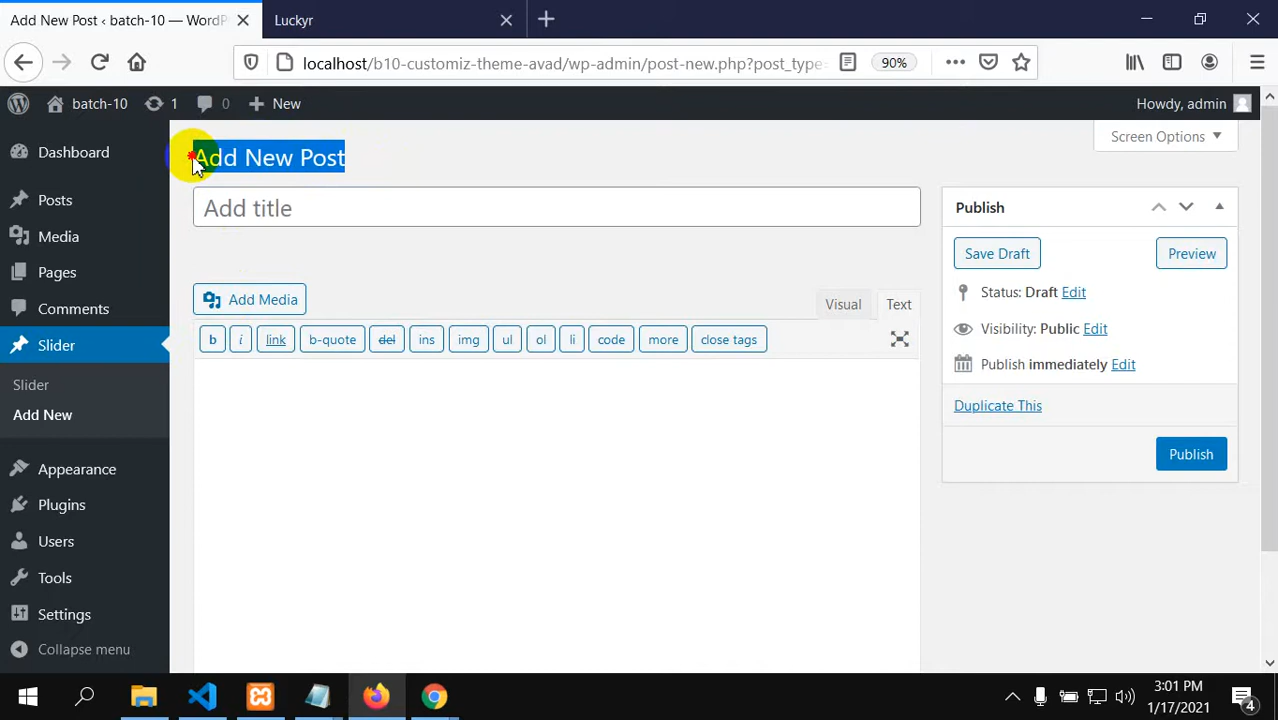 Add New Post ‹ batch-10 — WordP
Luckyr
localhost/b10-customiz-theme-avad/wp-admin/post-new.php?post_type=
90%
batch-10
1
0
New
Howdy, admin
Dashboard
Posts
Media
Pages
Comments
Slider
Slider
Add New
Appearance
Plugins
Users
Tools
Settings
Collapse menu
Add New Post
Screen Options
Add title
Add Media
Visual
Text
b
i
link
b-quote
del
ins
img
ul
ol
li
code
more
close tags
Publish
Save Draft
Preview
Status: Draft Edit
Visibility: Public Edit
Publish immediately Edit
Duplicate This
Publish
3:01 PM
1/17/2021
4